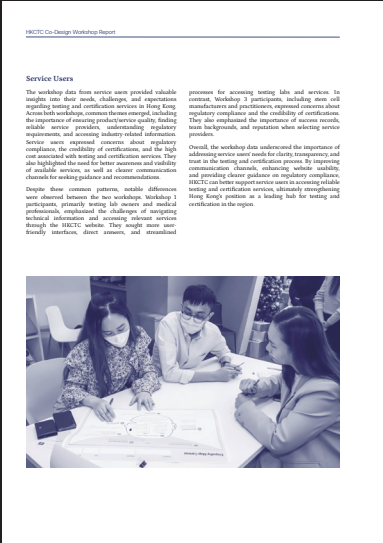 HKCTC Co-Design Workshop Report
Service Users
The workshop data from service users provided valuable
insights into their needs, challenges, and expectations
regarding testing and certification services in Hong Kong.
Across both workshops, common themes emerged, including
the importance of ensuring product/service quality, finding
reliable service providers, understanding regulatory
requirements, and accessing industry-related information.
Service users expressed concerns about regulatory
compliance, the credibility of certifications, and the high
cost associated with testing and certification services. They
also highlighted the need for better awareness and visibility
of available services, as well as clearer communication
channels for seeking guidance and recommendations.
Despite these common patterns, notable differences
were observed between the two workshops. Workshop 1
participants, primarily testing lab owners and medical
professionals, emphasized the challenges of navigating
technical information and accessing relevant services
through the HKCTC website. They sought more user-
friendly interfaces, direct answers, and streamlined
processes for accessing testing labs and services. In
contrast, Workshop 3 participants, including stem cell
manufacturers and practitioners, expressed concerns about
regulatory compliance and the credibility of certifications.
They also emphasized the importance of success records,
team backgrounds, and reputation when selecting service
providers.
Overall, the workshop data underscored the importance of
addressing service users' needs for clarity, transparency, and
trust in the testing and certification process. By improving
communication channels, enhancing website usability,
and providing clearer guidance on regulatory compliance,
HKCTC can better support service users in accessing reliable
testing and certification services, ultimately strengthening
Hong Kong's position as a leading hub for testing and
certification in the region.